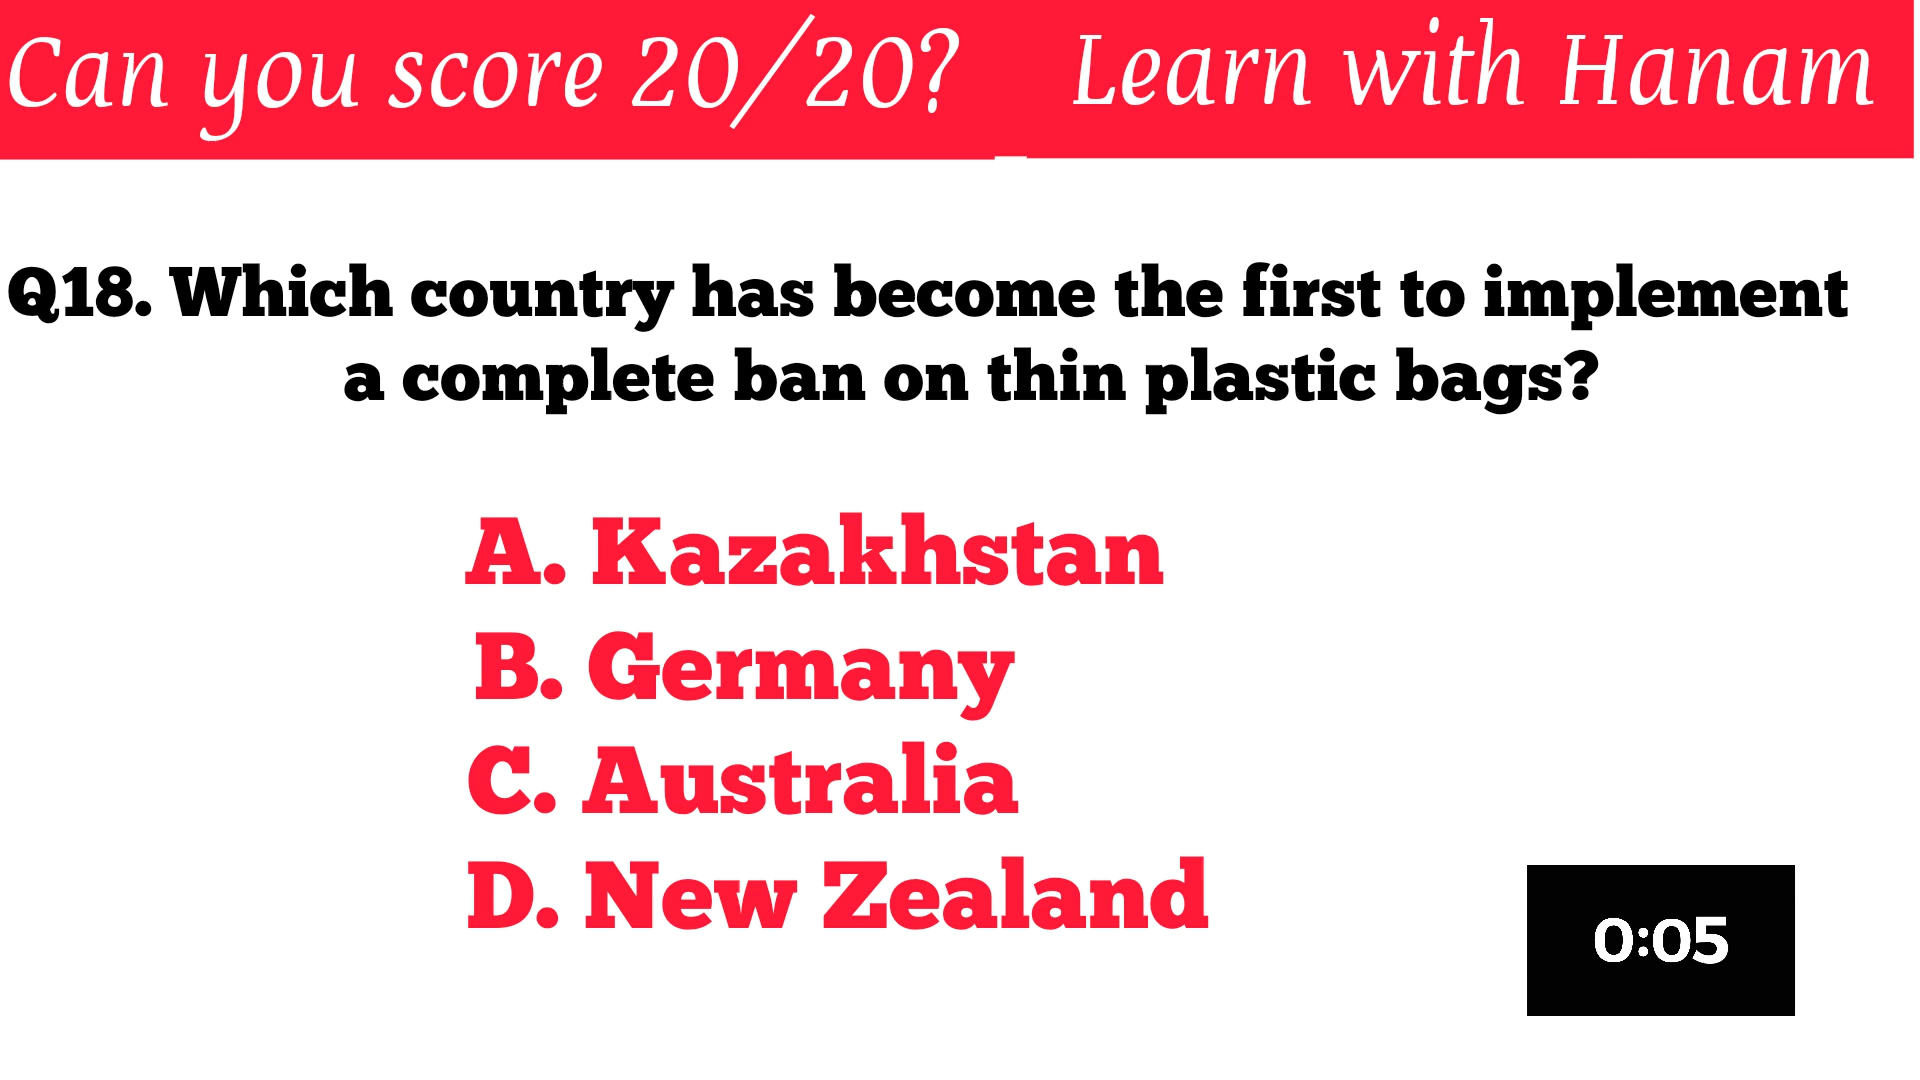 Can you score 20/20? Learn with Hanam
Q18. Which country has become the first to implement
a complete ban on thin plastic bags?
A. Kazakhstan
B. Germany
C. Australia
D. New Zealand
0:05